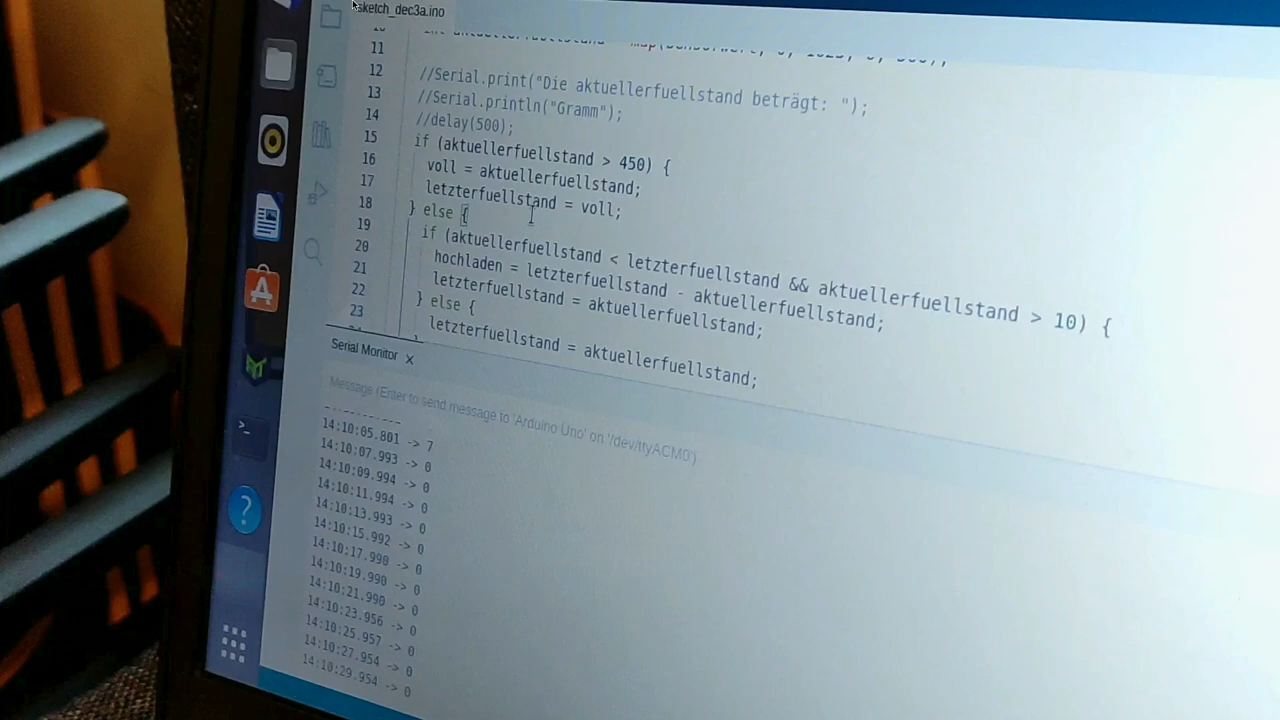 sketch_dec3a.ino
11
12 //Serial.print("Die aktuellerfuellstand beträgt: ");
13 //Serial.println("Gramm");
14 //delay(500);
15 if (aktuellerfuellstand > 450) {
16 voll = aktuellerfuellstand;
17 letzterfuellstand = voll;
18 } else {
19 if (aktuellerfuellstand < letzterfuellstand && aktuellerfuellstand > 10) {
20 hochladen = letzterfuellstand - aktuellerfuellstand;
21 letzterfuellstand = aktuellerfuellstand;
22 } else {
23 letzterfuellstand = aktuellerfuellstand;
Serial Monitor ×
Message (Enter to send message to 'Arduino Uno' on '/dev/ttyACM0')
14:10:05.801 -> 7
14:10:07.993 -> 0
14:10:09.994 -> 0
14:10:11.994 -> 0
14:10:13.993 -> 0
14:10:15.992 -> 0
14:10:17.990 -> 0
14:10:19.990 -> 0
14:10:21.990 -> 0
14:10:23.956 -> 0
14:10:25.957 -> 0
14:10:27.954 -> 0
14:10:29.954 -> 0